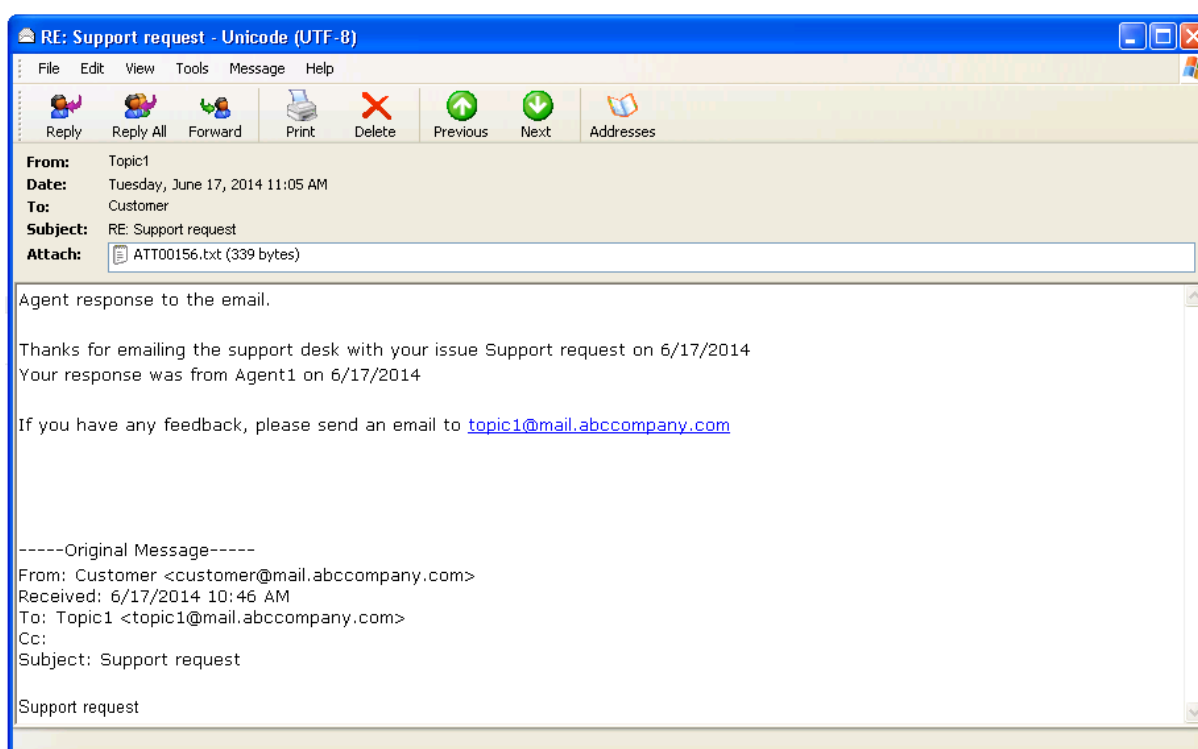 RE: Support request - Unicode (UTF-8)
File Edit View Tools Message Help
Reply Reply All Forward Print Delete Previous Next Addresses
From: Topic1
Date: Tuesday, June 17, 2014 11:05 AM
To: Customer
Subject: RE: Support request
Attach: ATT00156.txt (339 bytes)
Agent response to the email.
Thanks for emailing the support desk with your issue Support request on 6/17/2014
Your response was from Agent1 on 6/17/2014
If you have any feedback, please send an email to topic1@mail.abccompany.com
-----Original Message-----
From: Customer <customer@mail.abccompany.com>
Received: 6/17/2014 10:46 AM
To: Topic1 <topic1@mail.abccompany.com>
Cc:
Subject: Support request
Support request